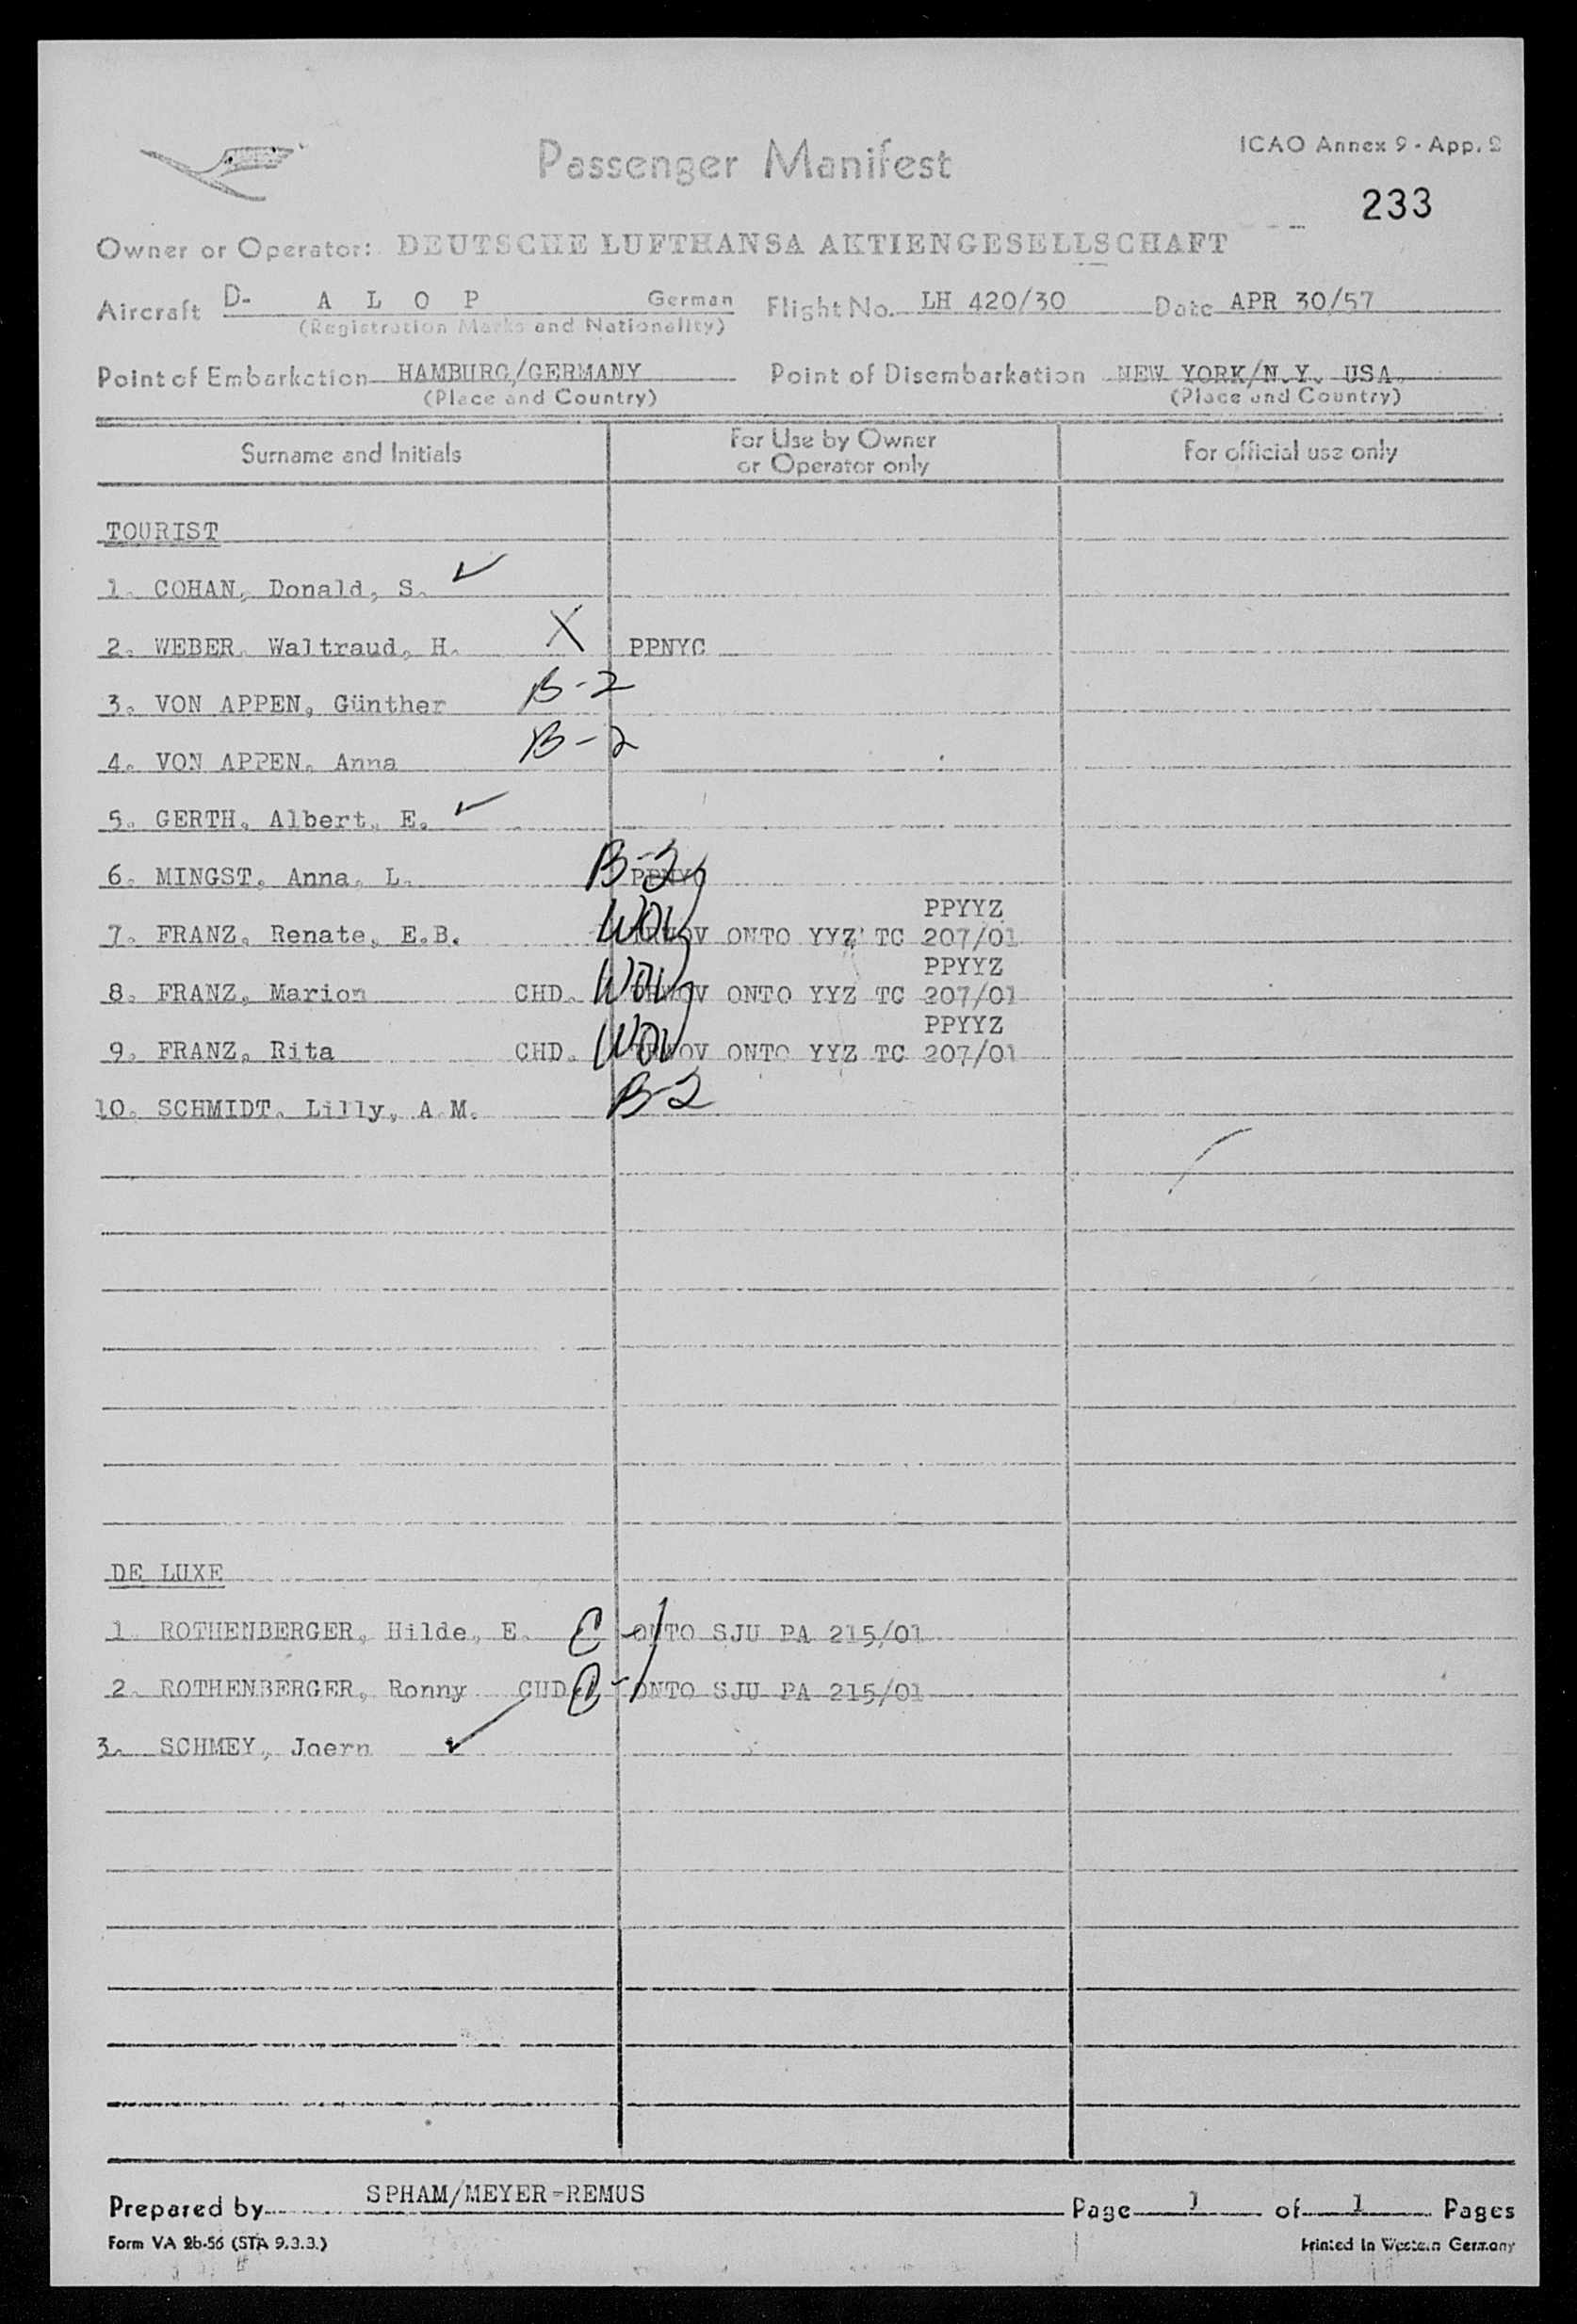 Passenger Manifest
ICAO Annex 9 - App. 2
233
Owner or Operator: DEUTSCHE LUFTHANSA AKTIENGESELLSCHAFT
Aircraft D- A L O P German Flight No. LH 420/30 Date APR 30/57
(Registration Marks and Nationality)
Point of Embarkation HAMBURG/GERMANY Point of Disembarkation NEW YORK/N.Y. USA.
(Place and Country) (Place and Country)
Surname and Initials For Use by Owner or Operator only For official use only
TOURIST
1. COHAN, Donald, S. ✓
2. WEBER, Waltraud, H. X PPNYC
3. VON APPEN, Günther B-2
4. VON APPEN, Anna B-2
5. GERTH, Albert, E. ✓
6. MINGST, Anna, L. B-2 PPNYC
PPYYZ
7. FRANZ, Renate, E.B. ONTO YYZ TC 207/01
PPYYZ
8. FRANZ, Marion CHD. ONTO YYZ TC 207/01
PPYYZ
9. FRANZ, Rita CHD. ONTO YYZ TC 207/01
10. SCHMIDT, Lilly, A.M. B-2
DE LUXE
1. ROTHENBERGER, Hilde, E. C-1 ONTO SJU PA 215/01
2. ROTHENBERGER, Ronny CHD. C-1 ONTO SJU PA 215/01
3. SCHMEY, Joern ✓
Prepared by SPHAM/MEYER-REMUS Page 1 of 1 Pages
Form VA 2b-56 (STA 9.3.3.) Printed in Western Germany